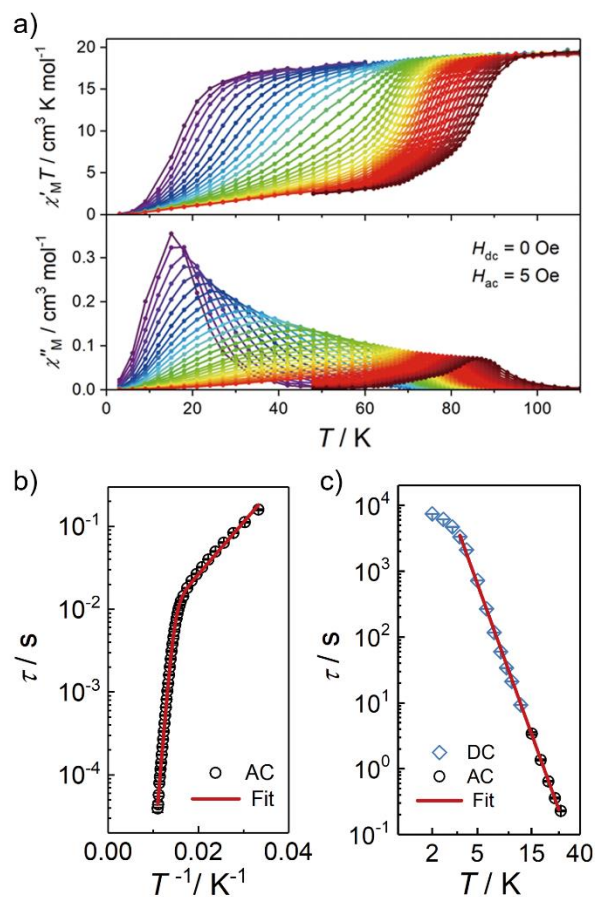 a)
20
15
10
5
0
χ′MT / cm³ K mol⁻¹
0.3
0.2
0.1
0.0
χ″M / cm³ mol⁻¹
Hdc = 0 Oe
Hac = 5 Oe
0 20 40 60 80 100
T / K
b)
10⁻¹
10⁻²
10⁻³
10⁻⁴
τ / s
AC
Fit
0.00 0.02 0.04
T⁻¹/ K⁻¹
c)
10⁴
10³
10²
10¹
10⁰
10⁻¹
τ / s
DC
AC
Fit
2 5 15 40
T / K